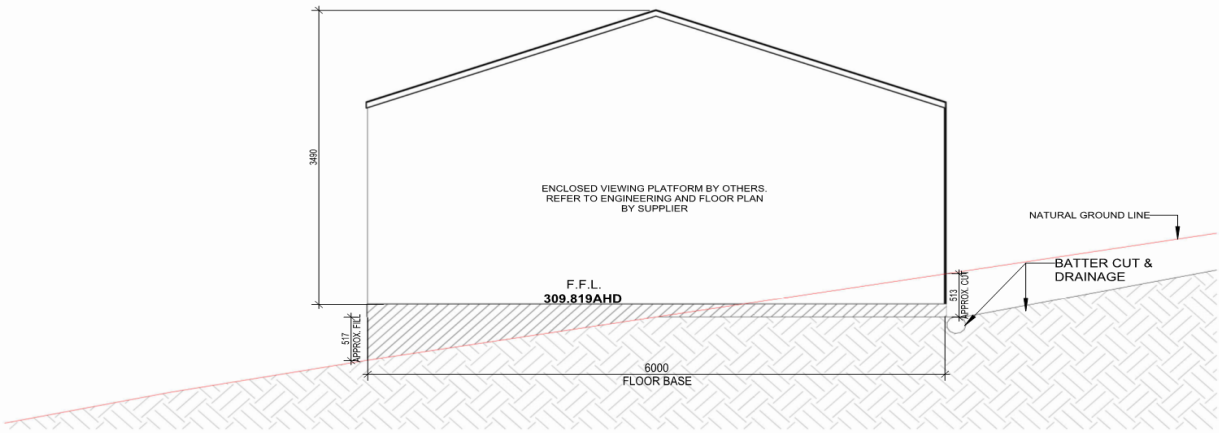 3490
ENCLOSED VIEWING PLATFORM BY OTHERS.
REFER TO ENGINEERING AND FLOOR PLAN
BY SUPPLIER
NATURAL GROUND LINE
BATTER CUT &
DRAINAGE
F.F.L.
309.819AHD
513
APPROX. CUT
517
APPROX. FILL
6000
FLOOR BASE